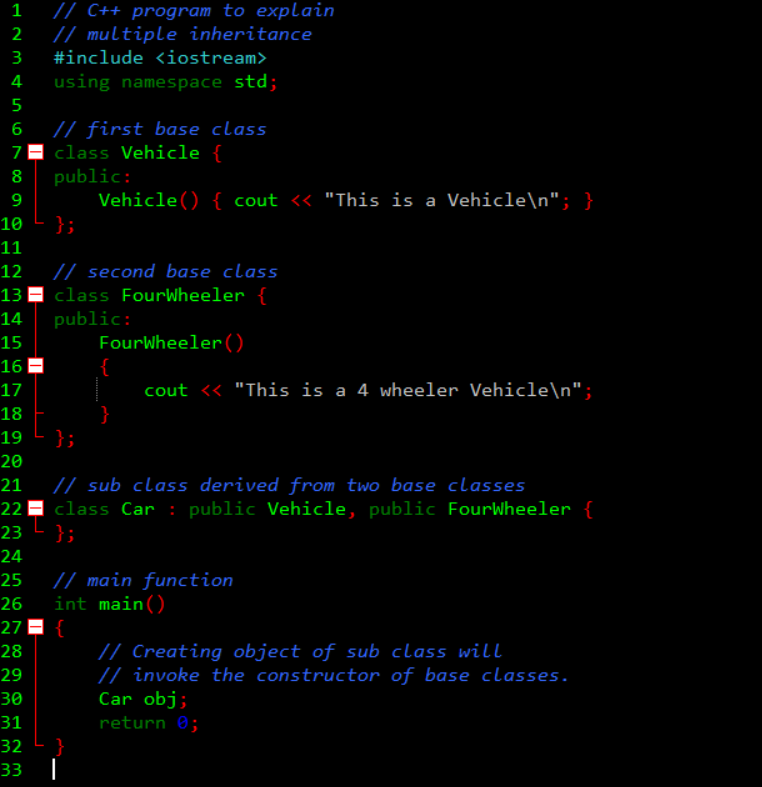 1 // C++ program to explain
2 // multiple inheritance
3 #include <iostream>
4 using namespace std;
5
6 // first base class
7 class Vehicle {
8 public:
9     Vehicle() { cout << "This is a Vehicle\n"; }
10 };
11
12 // second base class
13 class FourWheeler {
14 public:
15     FourWheeler()
16     {
17         cout << "This is a 4 wheeler Vehicle\n";
18     }
19 };
20
21 // sub class derived from two base classes
22 class Car : public Vehicle, public FourWheeler {
23 };
24
25 // main function
26 int main()
27 {
28     // Creating object of sub class will
29     // invoke the constructor of base classes.
30     Car obj;
31     return 0;
32 }
33